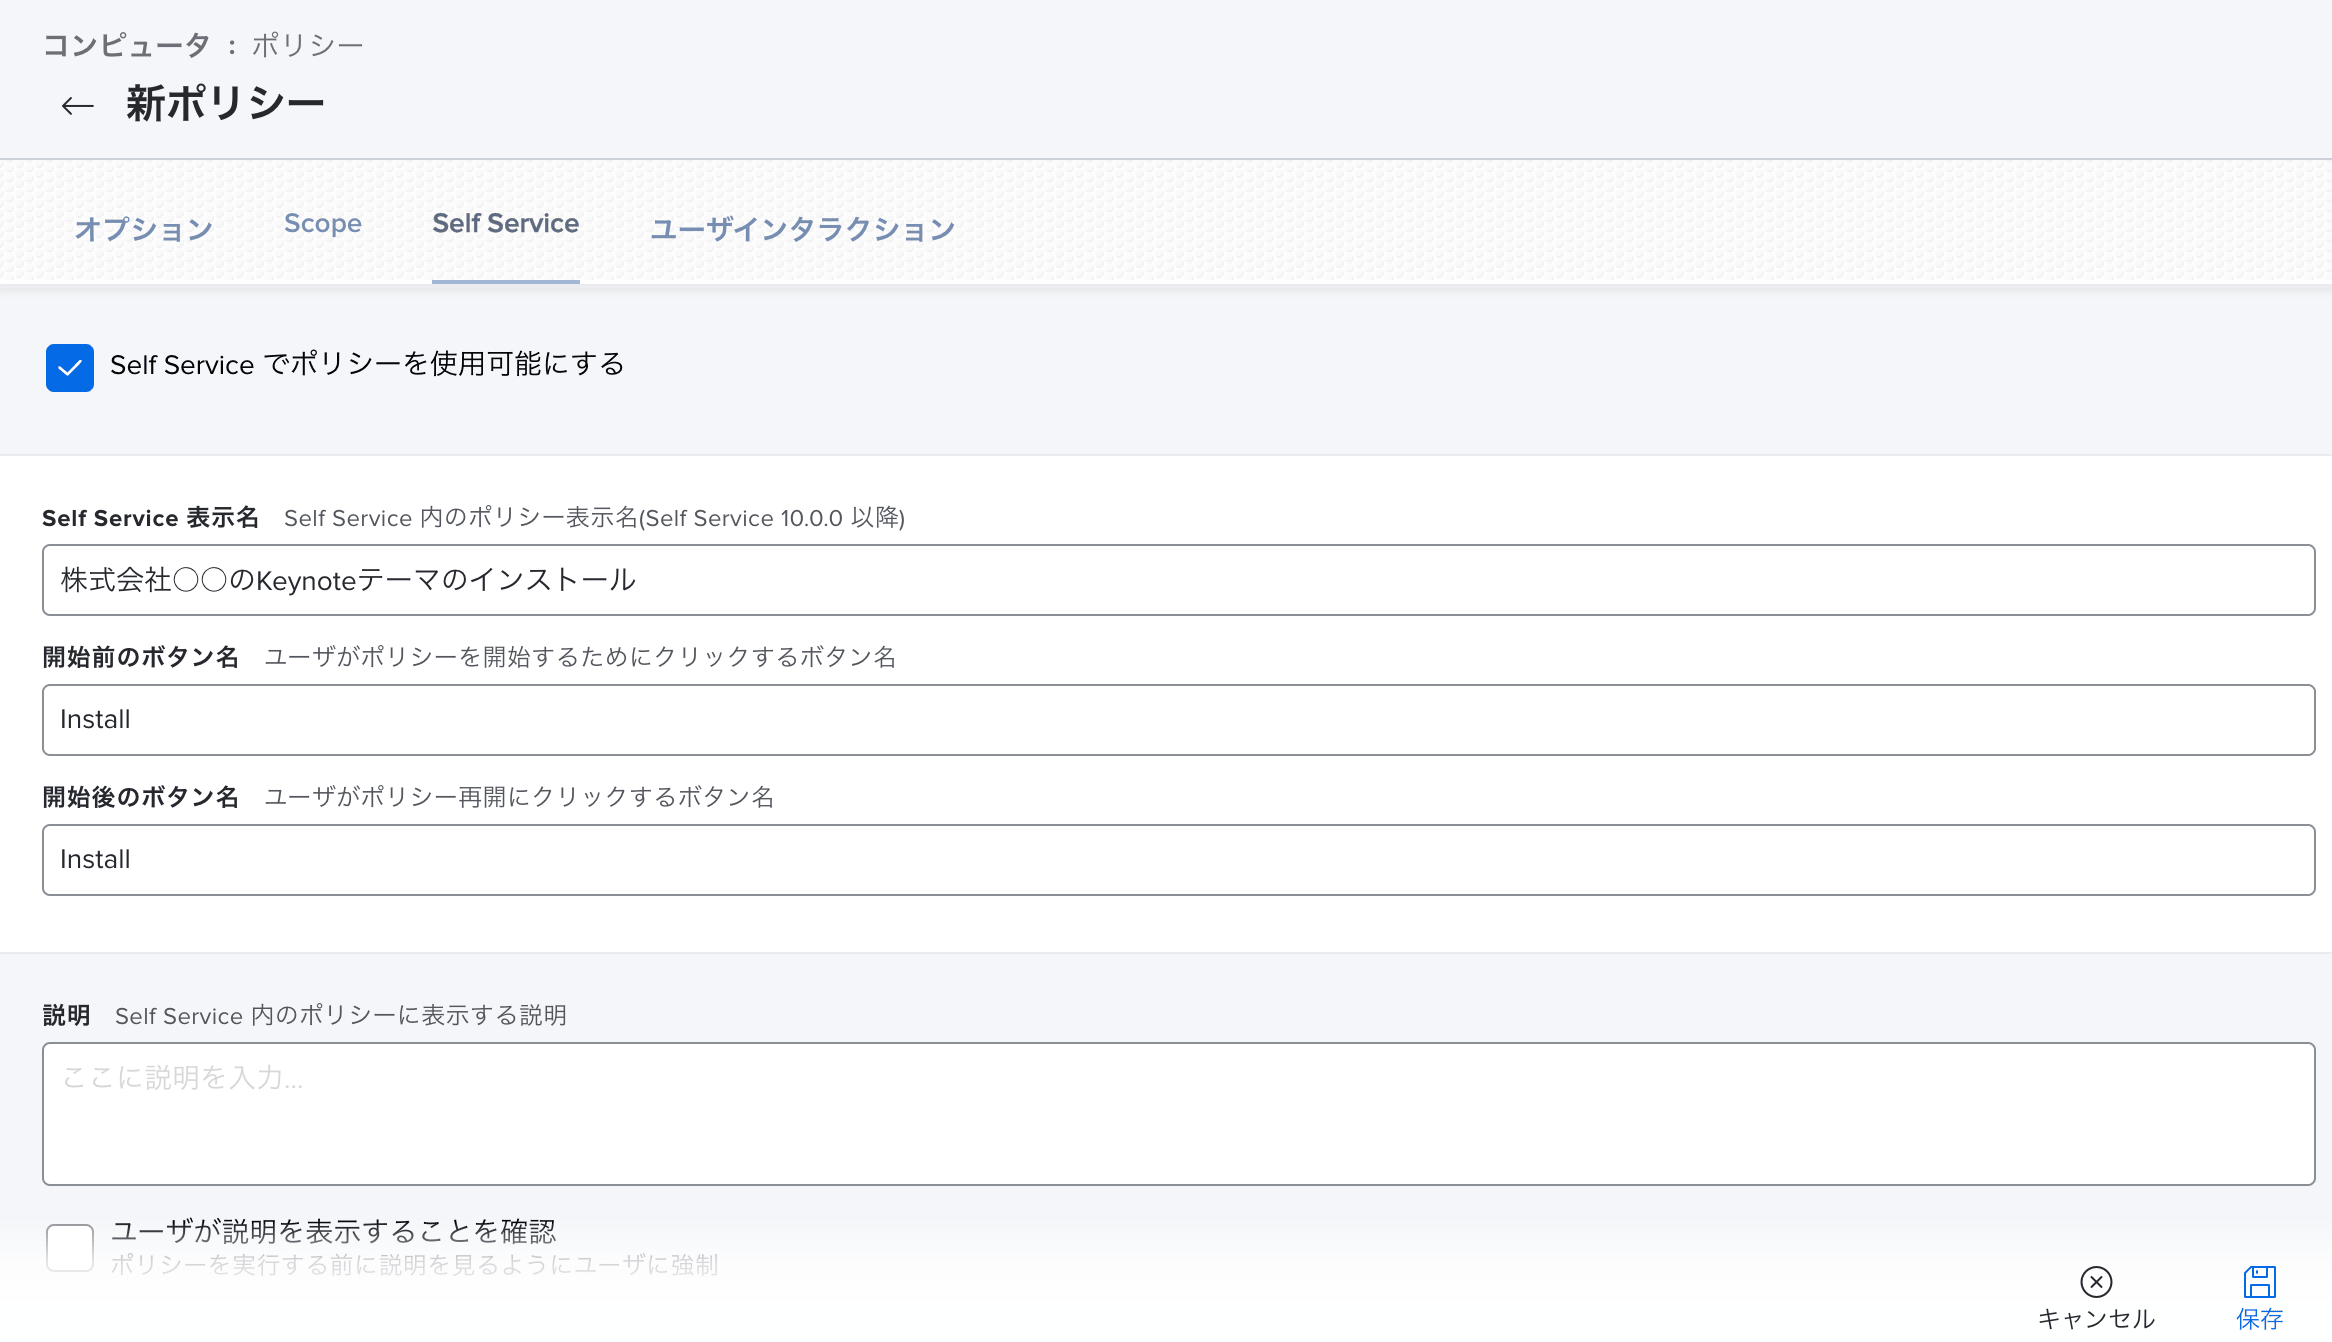 コンピュータ : ポリシー
← 新ポリシー
オプション Scope Self Service ユーザインタラクション
Self Service でポリシーを使用可能にする
Self Service 表示名 Self Service 内のポリシー表示名(Self Service 10.0.0 以降)
株式会社〇〇のKeynoteテーマのインストール
開始前のボタン名 ユーザがポリシーを開始するためにクリックするボタン名
Install
開始後のボタン名 ユーザがポリシー再開にクリックするボタン名
Install
説明 Self Service 内のポリシーに表示する説明
ここに説明を入力...
ユーザが説明を表示することを確認
ポリシーを実行する前に説明を見るようにユーザに強制
キャンセル 保存